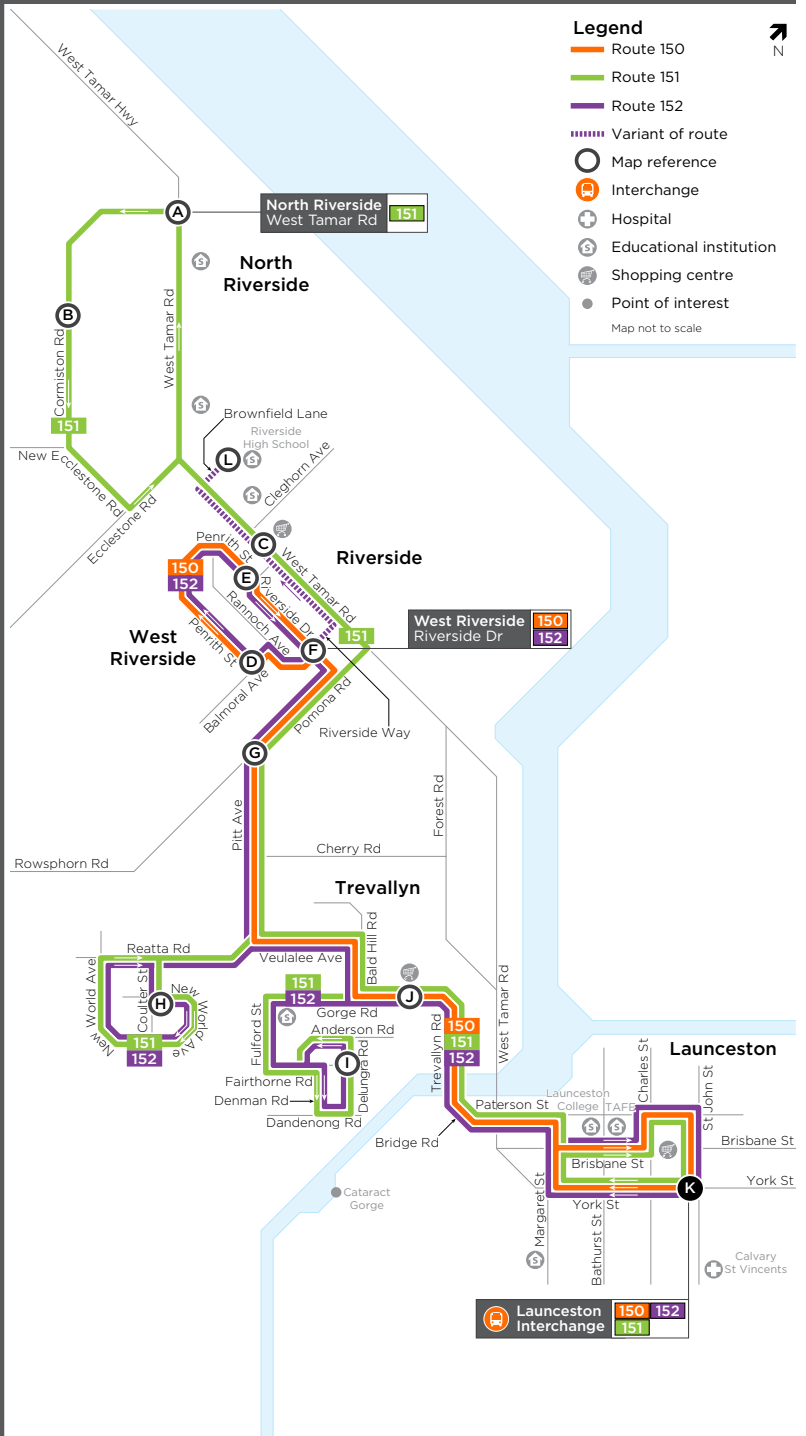 Legend
Route 150
Route 151
Route 152
Variant of route
Map reference
Interchange
Hospital
Educational institution
Shopping centre
Point of interest
Map not to scale
N
West Tamar Hwy
A
North Riverside
West Tamar Rd
151
S
North
Riverside
B
Cormiston Rd
West Tamar Rd
151
S
Brownfield Lane
Riverside
High School
L
S
S
Cleghorn Ave
New Ecclestone Rd
Ecclestone Rd
C
Penrith St
West Tamar Rd
Riverside
150
152
E
Riverside Dr
Rannoch Ave
West
Riverside
Penrith St
D
F
151
West Riverside
Riverside Dr
150
152
Balmoral Ave
Pomona Rd
Riverside Way
G
Pitt Ave
Forest Rd
Cherry Rd
Rowsphorn Rd
Trevallyn
Reatta Rd
Veulalee Ave
Bald Hill Rd
New World Ave
Coulter St
H
New
World Ave
151
152
151
152
J
Gorge Rd
S
Fulford St
Anderson Rd
I
Delungra Rd
Fairthorne Rd
Denman Rd
Dandenong Rd
Trevallyn Rd
150
151
152
West Tamar Rd
Bridge Rd
Launceston
Charles St
St John St
Launceston
College
TAFE
S
S
Paterson St
Brisbane St
Brisbane St
York St
K
York St
Margaret St
Bathurst St
S
Cataract
Gorge
Calvary
St Vincents
Launceston
Interchange
150
152
151